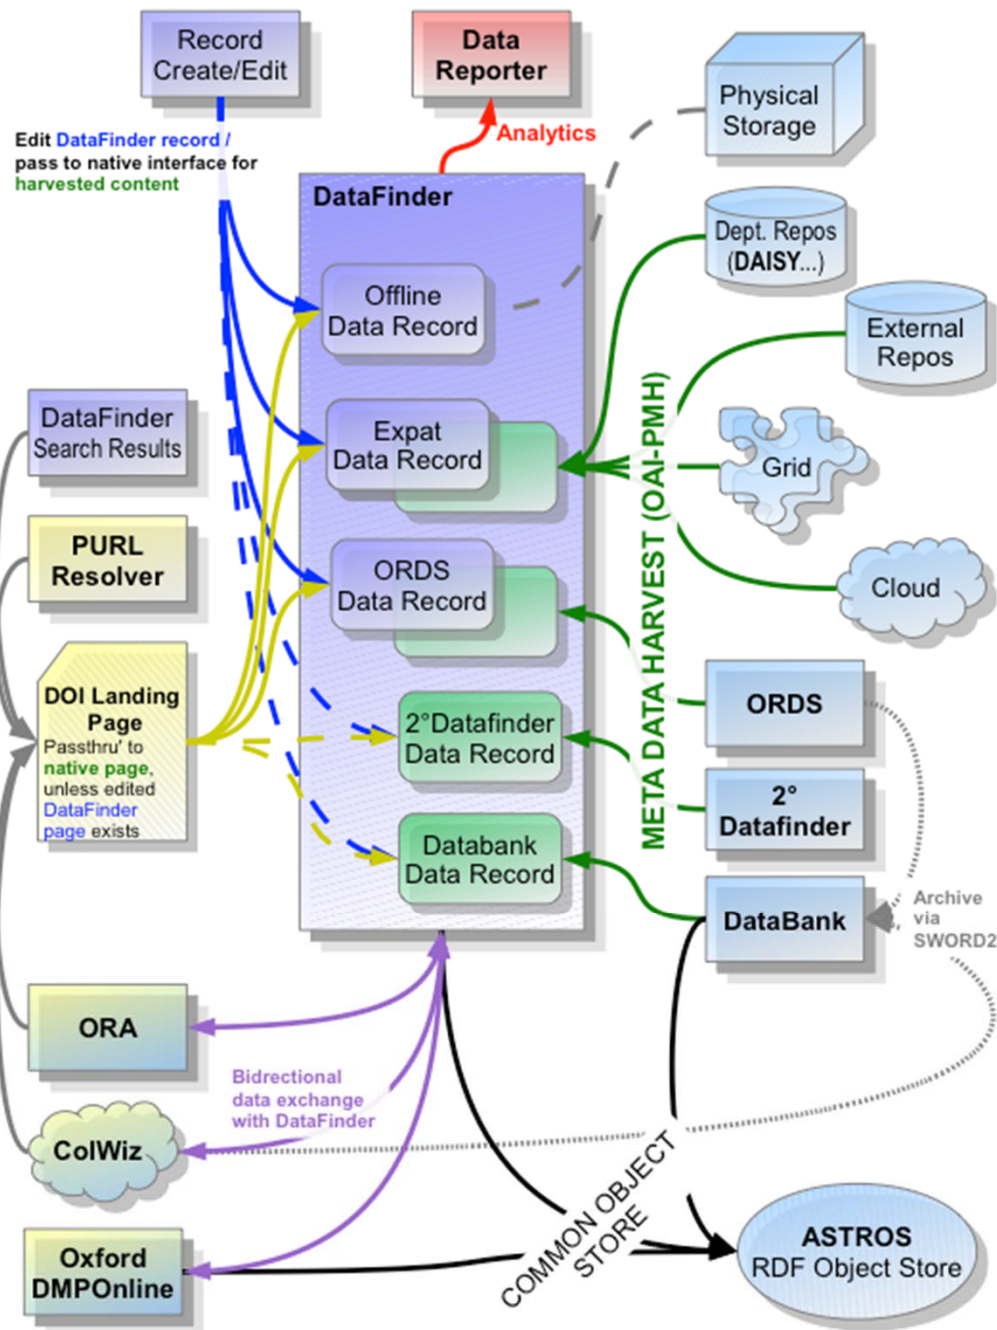 Record
Create/Edit
Data
Reporter
Physical
Storage
Analytics
Edit DataFinder record /
pass to native interface for
harvested content
DataFinder
Dept. Repos
(DAISY...)
Offline
Data Record
External
Repos
DataFinder
Search Results
Expat
Data Record
Grid
META DATA HARVEST (OAI-PMH)
PURL
Resolver
ORDS
Data Record
Cloud
DOI Landing
Page
Passthru' to
native page,
unless edited
DataFinder
page exists
2°Datafinder
Data Record
ORDS
2°
Datafinder
Databank
Data Record
DataBank
Archive
via
SWORD2
ORA
Bidrectional
data exchange
with DataFinder
ColWiz
COMMON OBJECT
STORE
Oxford
DMPOnline
ASTROS
RDF Object Store